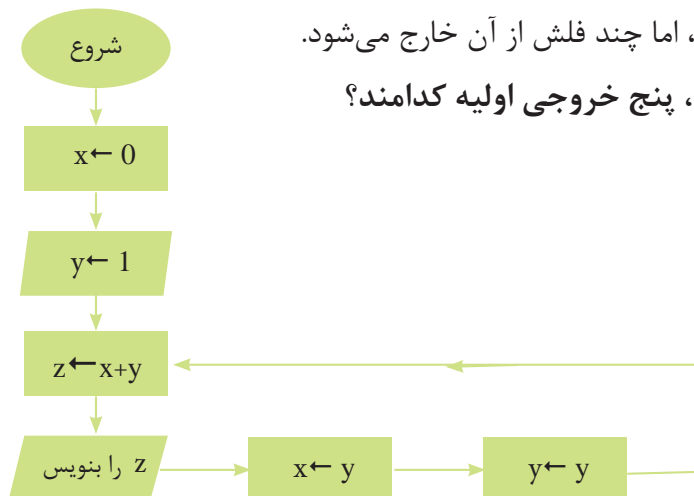 ، اما چند فلش از آن خارج می‌شود.
، پنج خروجی اولیه کدامند؟
شروع
x← 0
y← 1
z←x+y
z را بنویس
x← y
y← y